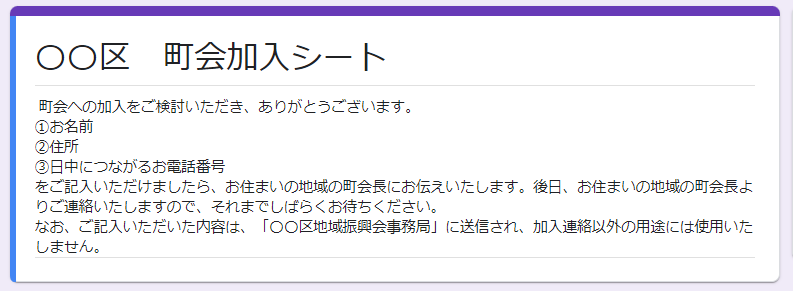 〇〇区　町会加入シート
町会への加入をご検討いただき、ありがとうございます。
①お名前
②住所
③日中につながるお電話番号
をご記入いただけましたら、お住まいの地域の町会長にお伝えいたします。後日、お住まいの地域の町会長よ
りご連絡いたしますので、それまでしばらくお待ちください。
なお、ご記入いただいた内容は、「〇〇区地域振興会事務局」に送信され、加入連絡以外の用途には使用いた
しません。